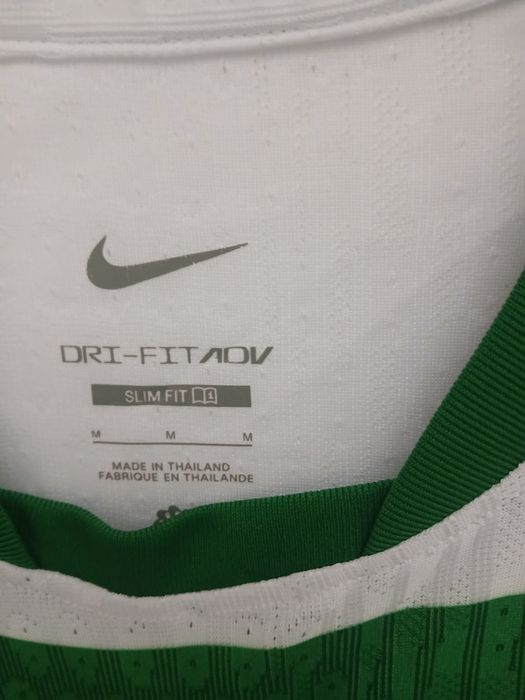 DRI-FIT ADV
SLIM FIT
M M M
MADE IN THAILAND
FABRIQUE EN THAILANDE